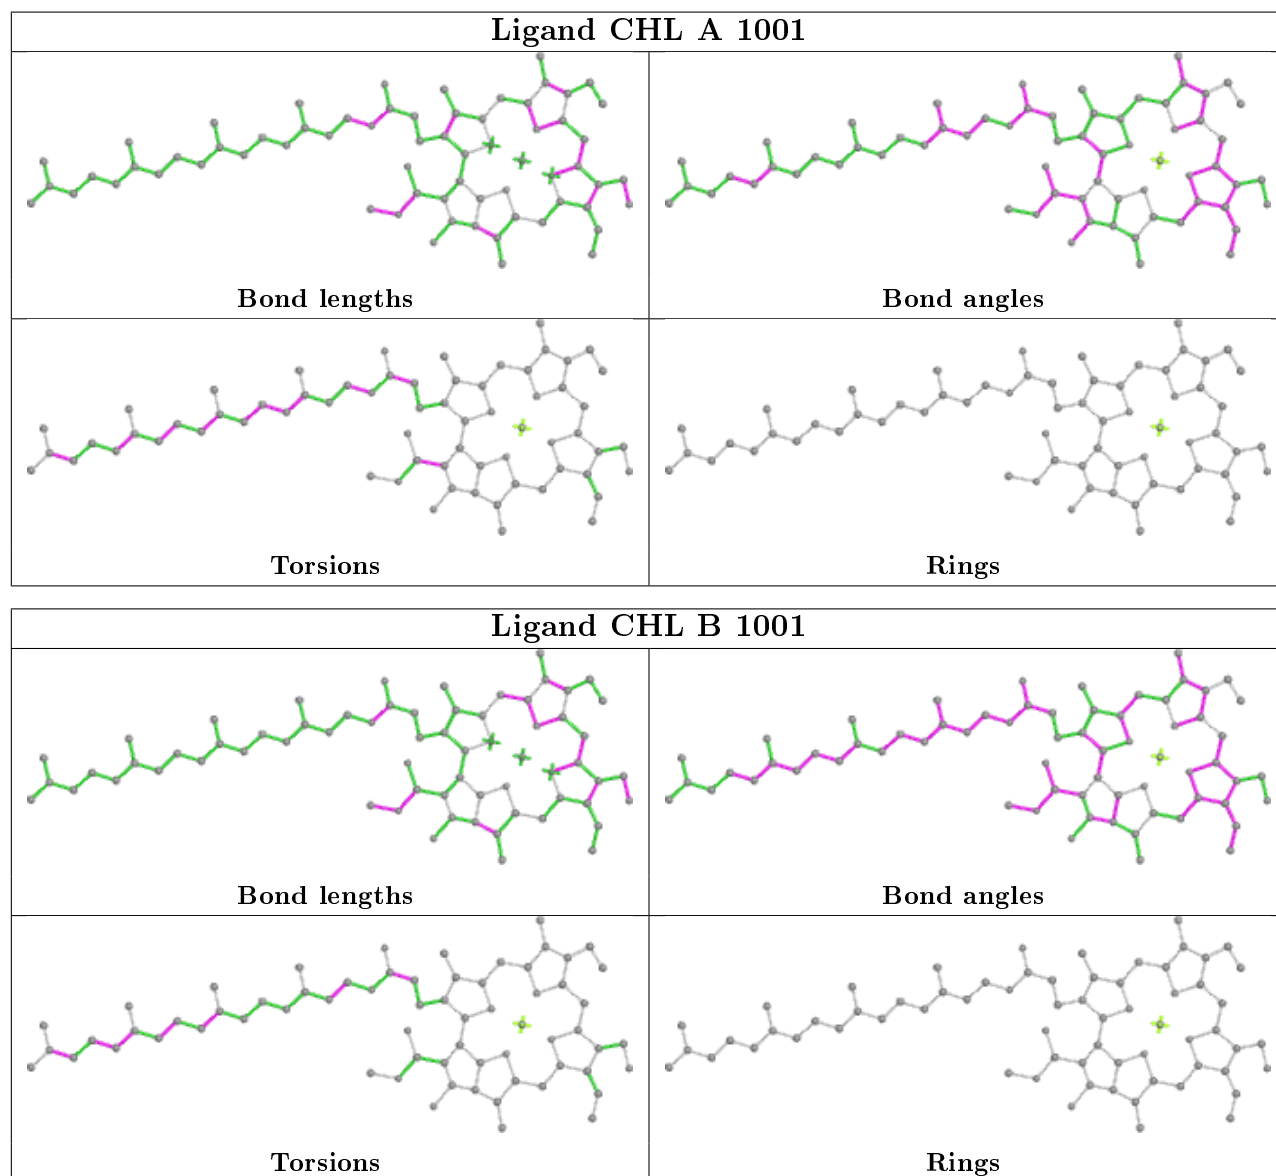 Ligand CHL A 1001
Bond lengths
Bond angles
Torsions
Rings
Ligand CHL B 1001
Bond lengths
Bond angles
Torsions
Rings